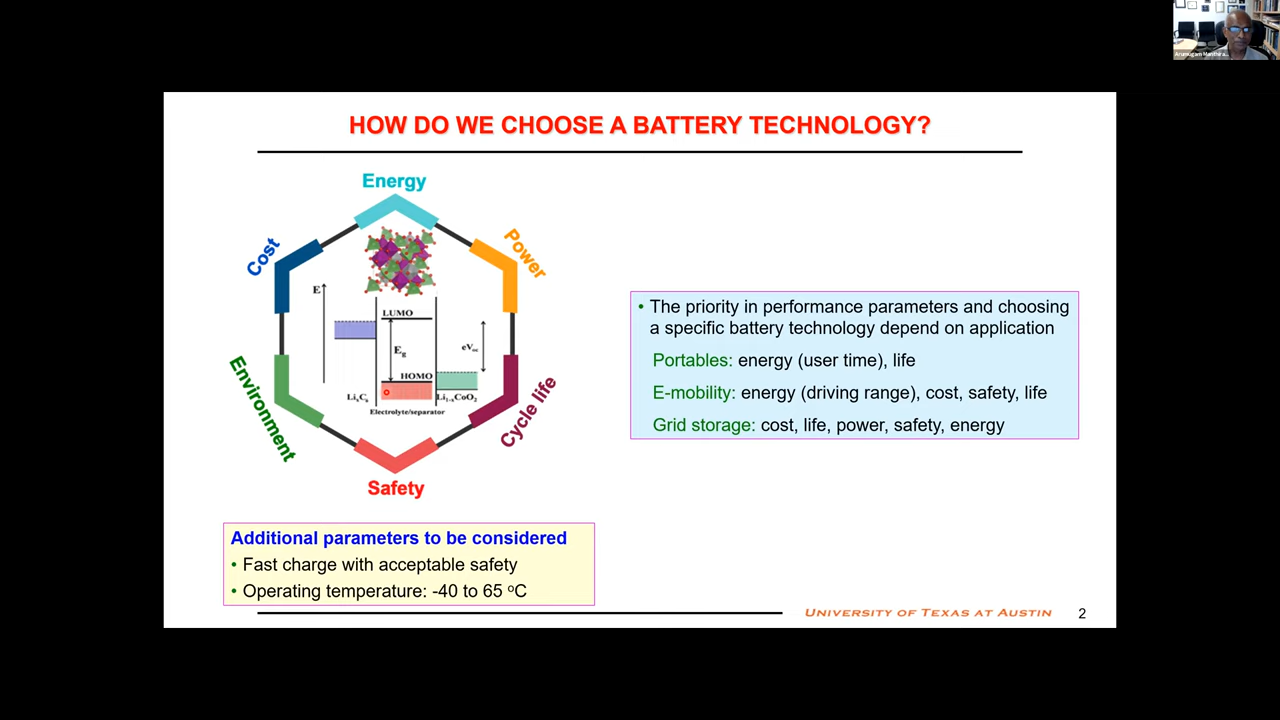 Arumugam Manthira...
HOW DO WE CHOOSE A BATTERY TECHNOLOGY?
Energy
Cost
Power
E
LUMO
Eg
eVoc
HOMO
LixC6
Li1-xCoO2
Electrolyte/separator
Environment
Cycle life
Safety
• The priority in performance parameters and choosing
a specific battery technology depend on application
Portables: energy (user time), life
E-mobility: energy (driving range), cost, safety, life
Grid storage: cost, life, power, safety, energy
Additional parameters to be considered
• Fast charge with acceptable safety
• Operating temperature: -40 to 65 ºC
UNIVERSITY OF TEXAS AT AUSTIN
2